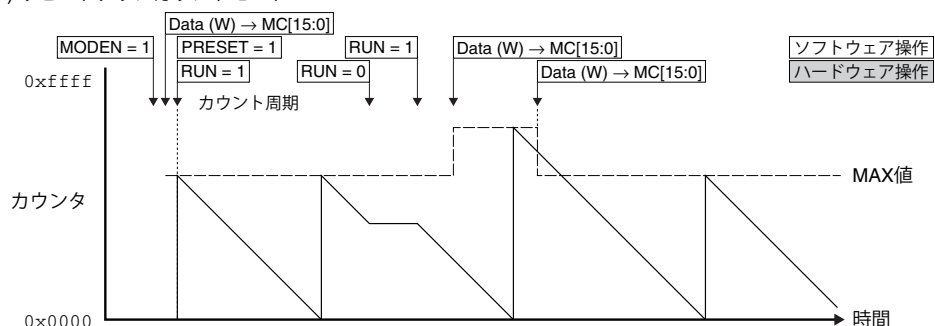 Data (W) → MC[15:0]
MODEN = 1
PRESET = 1
RUN = 1
Data (W) → MC[15:0]
ソフトウェア操作
RUN = 1
RUN = 0
Data (W) → MC[15:0]
ハードウェア操作
0xffff
カウント周期
MAX値
カウンタ
0x0000
時間